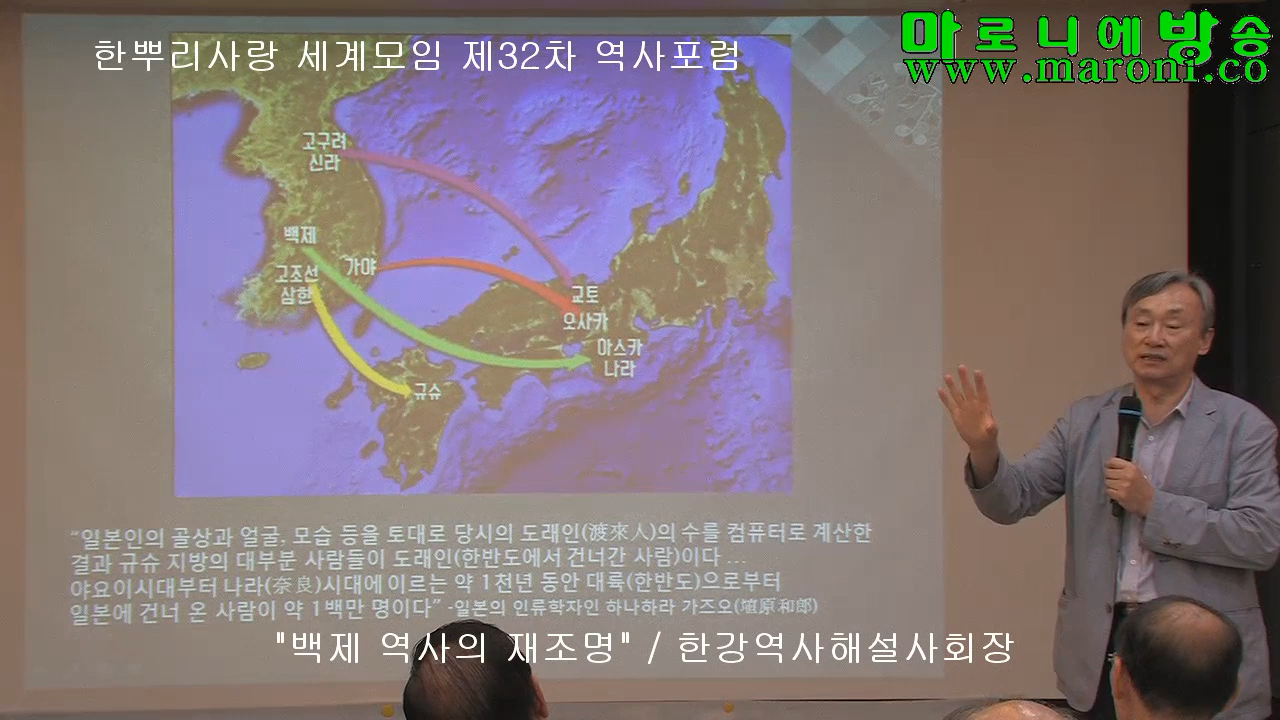 한뿌리사랑 세계모임 제32차 역사포럼
마로니에방송
www.maroni.co
고구려
신라
백제
가야
고조선
삼한
교토
오사카
아스카
나라
규슈
“일본인의 골상과 얼굴, 모습 등을 토대로 당시의 도래인(渡來人)의 수를 컴퓨터로 계산한
결과 규슈 지방의 대부분 사람들이 도래인(한반도에서 건너간 사람)이다 …
야요이시대부터 나라(奈良)시대에 이르는 약 1천년 동안 대륙(한반도)으로부터
일본에 건너 온 사람이 약 1백만 명이다” -일본의 인류학자인 하나하라 가즈오(埴原和郎)
"백제 역사의 재조명" / 한강역사해설사회장